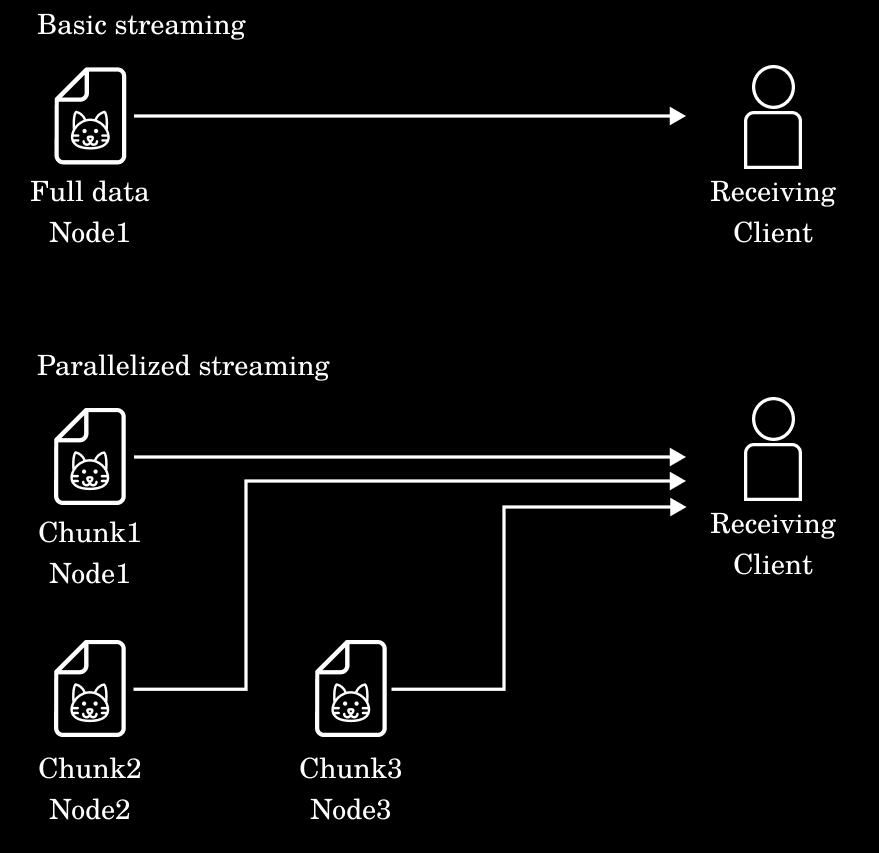 Basic streaming
Full data
Node1
Receiving
Client
Parallelized streaming
Chunk1
Node1
Receiving
Client
Chunk2
Node2
Chunk3
Node3